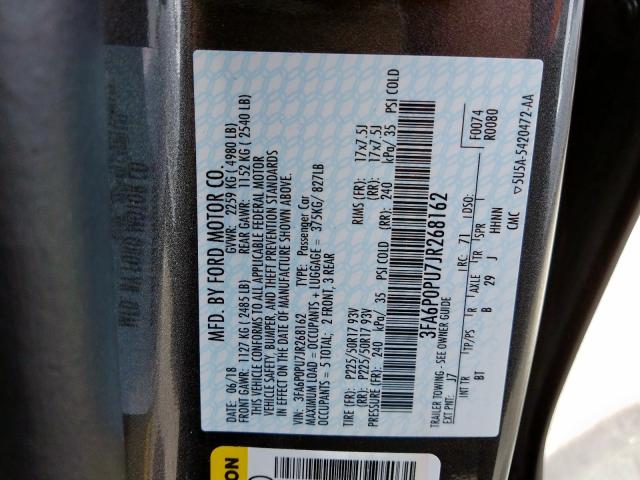 MFD. BY FORD MOTOR CO.
DATE: 06/18 GVWR: 2259 KG ( 4980 LB)
FRONT GAWR: 1127 KG ( 2485 LB) REAR GAWR: 1152 KG ( 2540 LB)
THIS VEHICLE CONFORMS TO ALL APPLICABLE FEDERAL MOTOR
VEHICLE SAFETY, BUMPER, AND THEFT PREVENTION STANDARDS
IN EFFECT ON THE DATE OF MANUFACTURE SHOWN ABOVE.
VIN: 3FA6P0PU7JR268162 TYPE: Passenger Car
MAXIMUM LOAD = OCCUPANTS + LUGGAGE = 375KG/ 827LB
OCCUPANTS = 5 TOTAL; 2 FRONT, 3 REAR
TIRE (FR): P225/50R17 93V RIMS (FR): 17x7.5J
(RR): P225/50R17 93V (RR): 17x7.5J
PRESSURE (FR): 240 kPa/ 35 PSI COLD (RR): 240 kPa/ 35 PSI COLD
3FA6P0PU7JR268162
TRAILER TOWING - SEE OWNER GUIDE F0074
EXT PNT: J7 RC: 71 DSO: R0080
INT TR TP/PS R AXLE TR SPR
BT B 29 J HHNN
CMC ▽5U5A-5420472-AA
ON